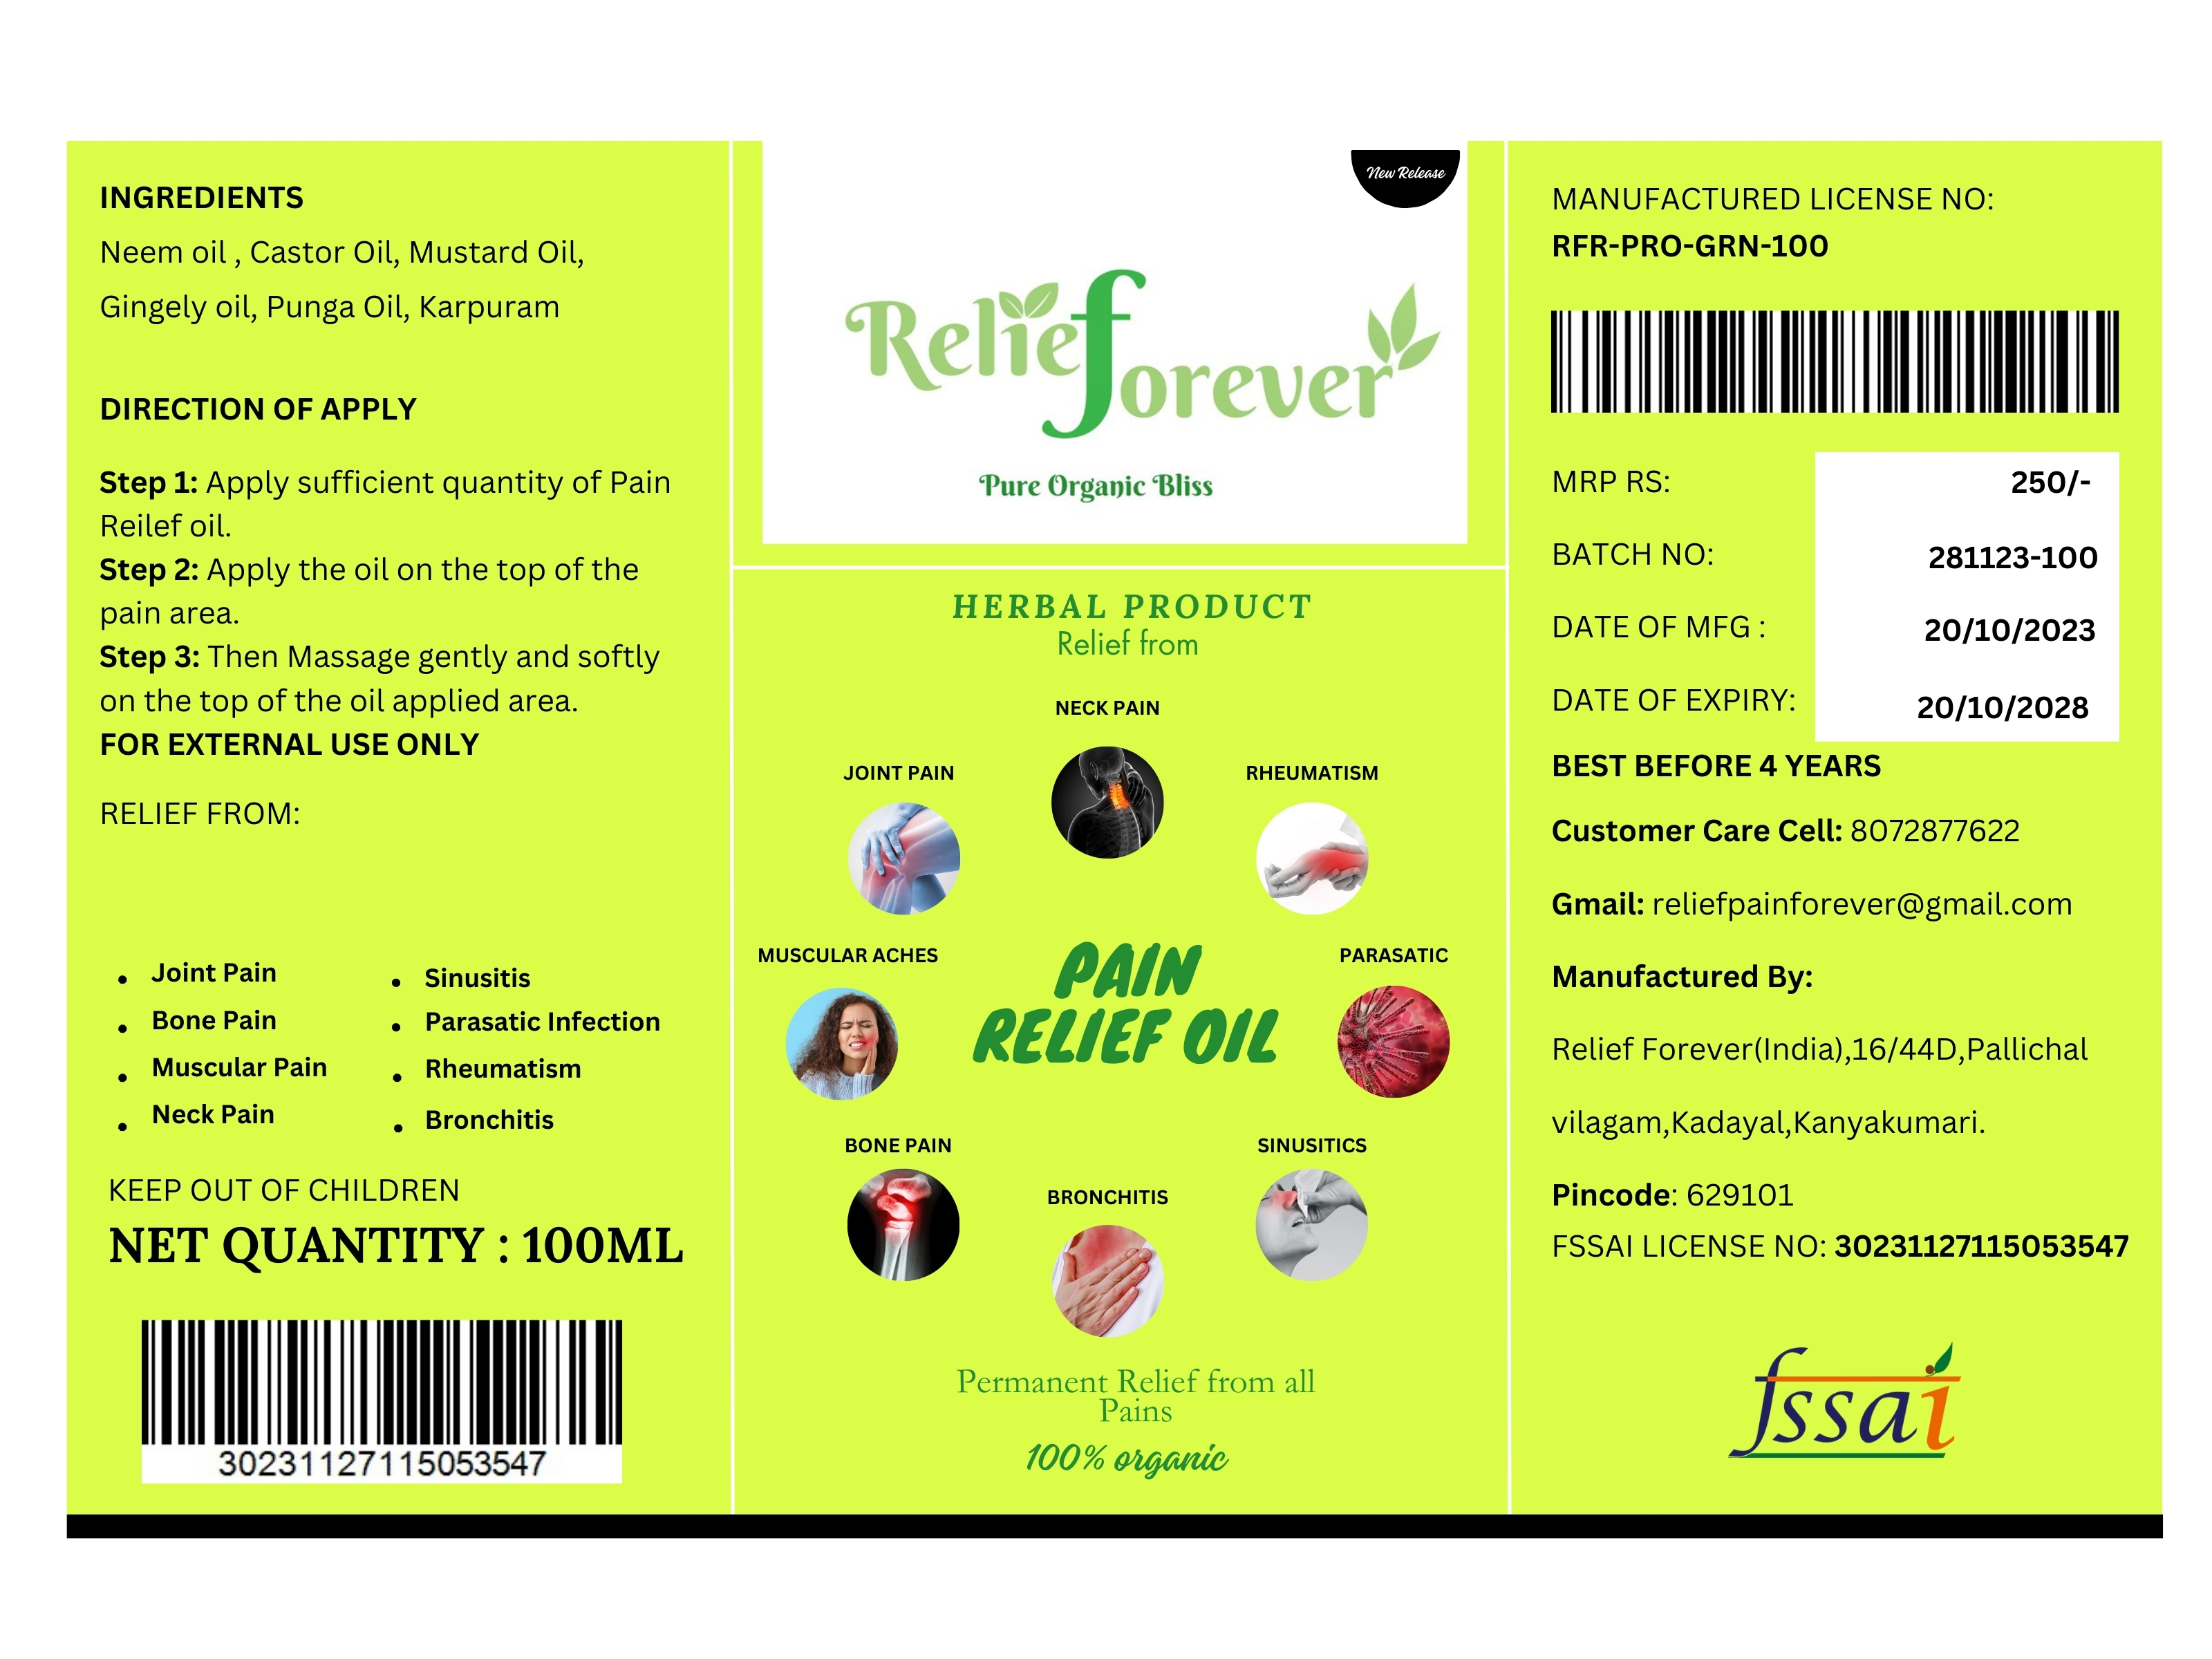 INGREDIENTS
Neem oil , Castor Oil, Mustard Oil,
Gingely oil, Punga Oil, Karpuram
DIRECTION OF APPLY
Step 1: Apply sufficient quantity of Pain
Reilef oil.
Step 2: Apply the oil on the top of the
pain area.
Step 3: Then Massage gently and softly
on the top of the oil applied area.
FOR EXTERNAL USE ONLY
RELIEF FROM:
Joint Pain
Bone Pain
Muscular Pain
Neck Pain
Sinusitis
Parasatic Infection
Rheumatism
Bronchitis
KEEP OUT OF CHILDREN
NET QUANTITY : 100ML
30231127115053547
New Release
Relief forever
Pure Organic Bliss
HERBAL PRODUCT
Relief from
NECK PAIN
JOINT PAIN
RHEUMATISM
MUSCULAR ACHES
PARASATIC
PAIN
RELIEF OIL
BONE PAIN
SINUSITICS
BRONCHITIS
Permanent Relief from all
Pains
100% organic
MANUFACTURED LICENSE NO:
RFR-PRO-GRN-100
MRP RS: 250/-
BATCH NO: 281123-100
DATE OF MFG : 20/10/2023
DATE OF EXPIRY: 20/10/2028
BEST BEFORE 4 YEARS
Customer Care Cell: 8072877622
Gmail: reliefpainforever@gmail.com
Manufactured By:
Relief Forever(India),16/44D,Pallichal
vilagam,Kadayal,Kanyakumari.
Pincode: 629101
FSSAI LICENSE NO: 30231127115053547
fssai